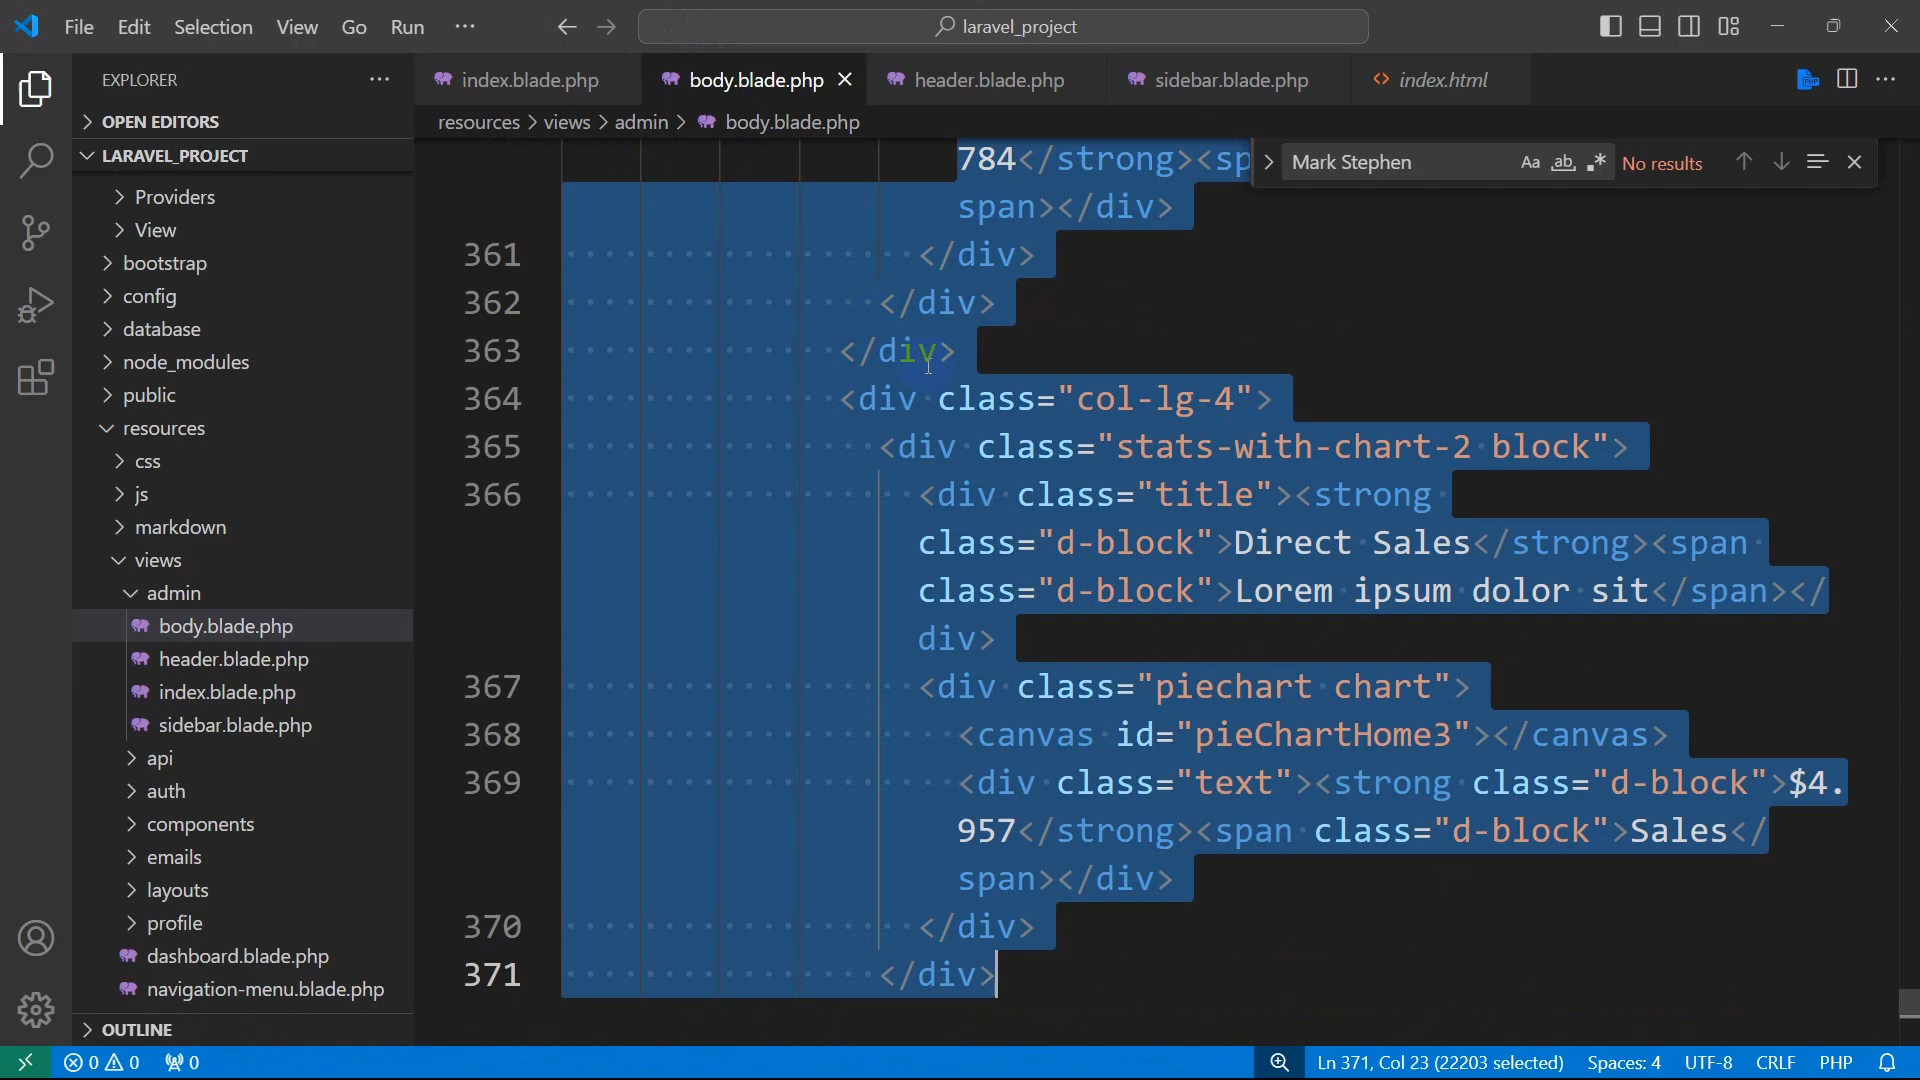 File Edit Selection View Go Run ··· laravel_project
EXPLORER ···
OPEN EDITORS
LARAVEL_PROJECT
Providers
View
bootstrap
config
database
node_modules
public
resources
css
js
markdown
views
admin
body.blade.php
header.blade.php
index.blade.php
sidebar.blade.php
api
auth
components
emails
layouts
profile
dashboard.blade.php
navigation-menu.blade.php
OUTLINE
index.blade.php body.blade.php header.blade.php sidebar.blade.php index.html
resources > views > admin > body.blade.php
Mark Stephen Aa ab .* No results
784</strong><sp
span></div>
361 </div>
362 </div>
363 </div>
364 <div class="col-lg-4">
365 <div class="stats-with-chart-2 block">
366 <div class="title"><strong
class="d-block">Direct Sales</strong><span
class="d-block">Lorem ipsum dolor sit</span></
div>
367 <div class="piechart chart">
368 <canvas id="pieChartHome3"></canvas>
369 <div class="text"><strong class="d-block">$4.
957</strong><span class="d-block">Sales</
span></div>
370 </div>
371 </div>
0 0 0 Ln 371, Col 23 (22203 selected) Spaces: 4 UTF-8 CRLF PHP